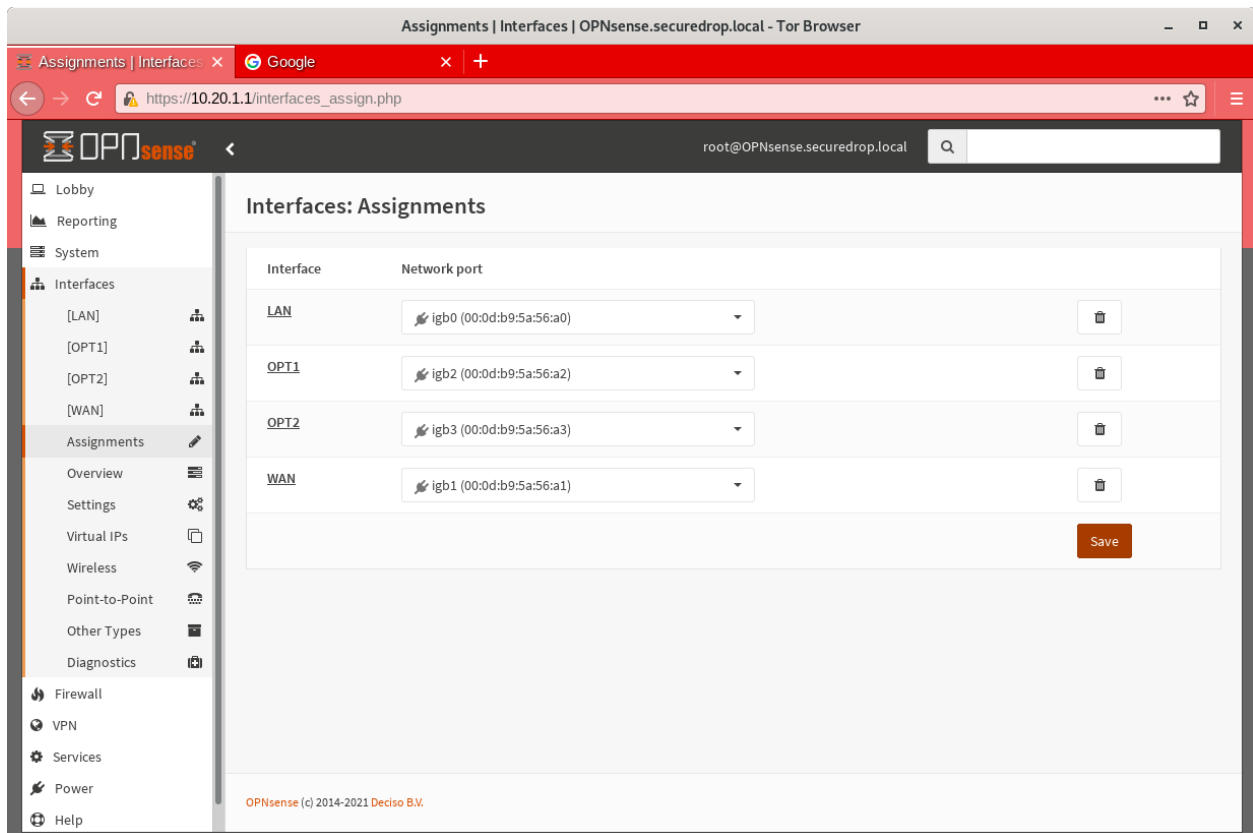 Assignments | Interfaces | OPNsense.securedrop.local - Tor Browser
Assignments | Interfaces
Google
https://10.20.1.1/interfaces_assign.php
OPNsense
root@OPNsense.securedrop.local
Lobby
Reporting
System
Interfaces
[LAN]
[OPT1]
[OPT2]
[WAN]
Assignments
Overview
Settings
Virtual IPs
Wireless
Point-to-Point
Other Types
Diagnostics
Firewall
VPN
Services
Power
Help
Interfaces: Assignments
Interface Network port
LAN igb0 (00:0d:b9:5a:56:a0)
OPT1 igb2 (00:0d:b9:5a:56:a2)
OPT2 igb3 (00:0d:b9:5a:56:a3)
WAN igb1 (00:0d:b9:5a:56:a1)
Save
OPNsense (c) 2014-2021 Deciso B.V.